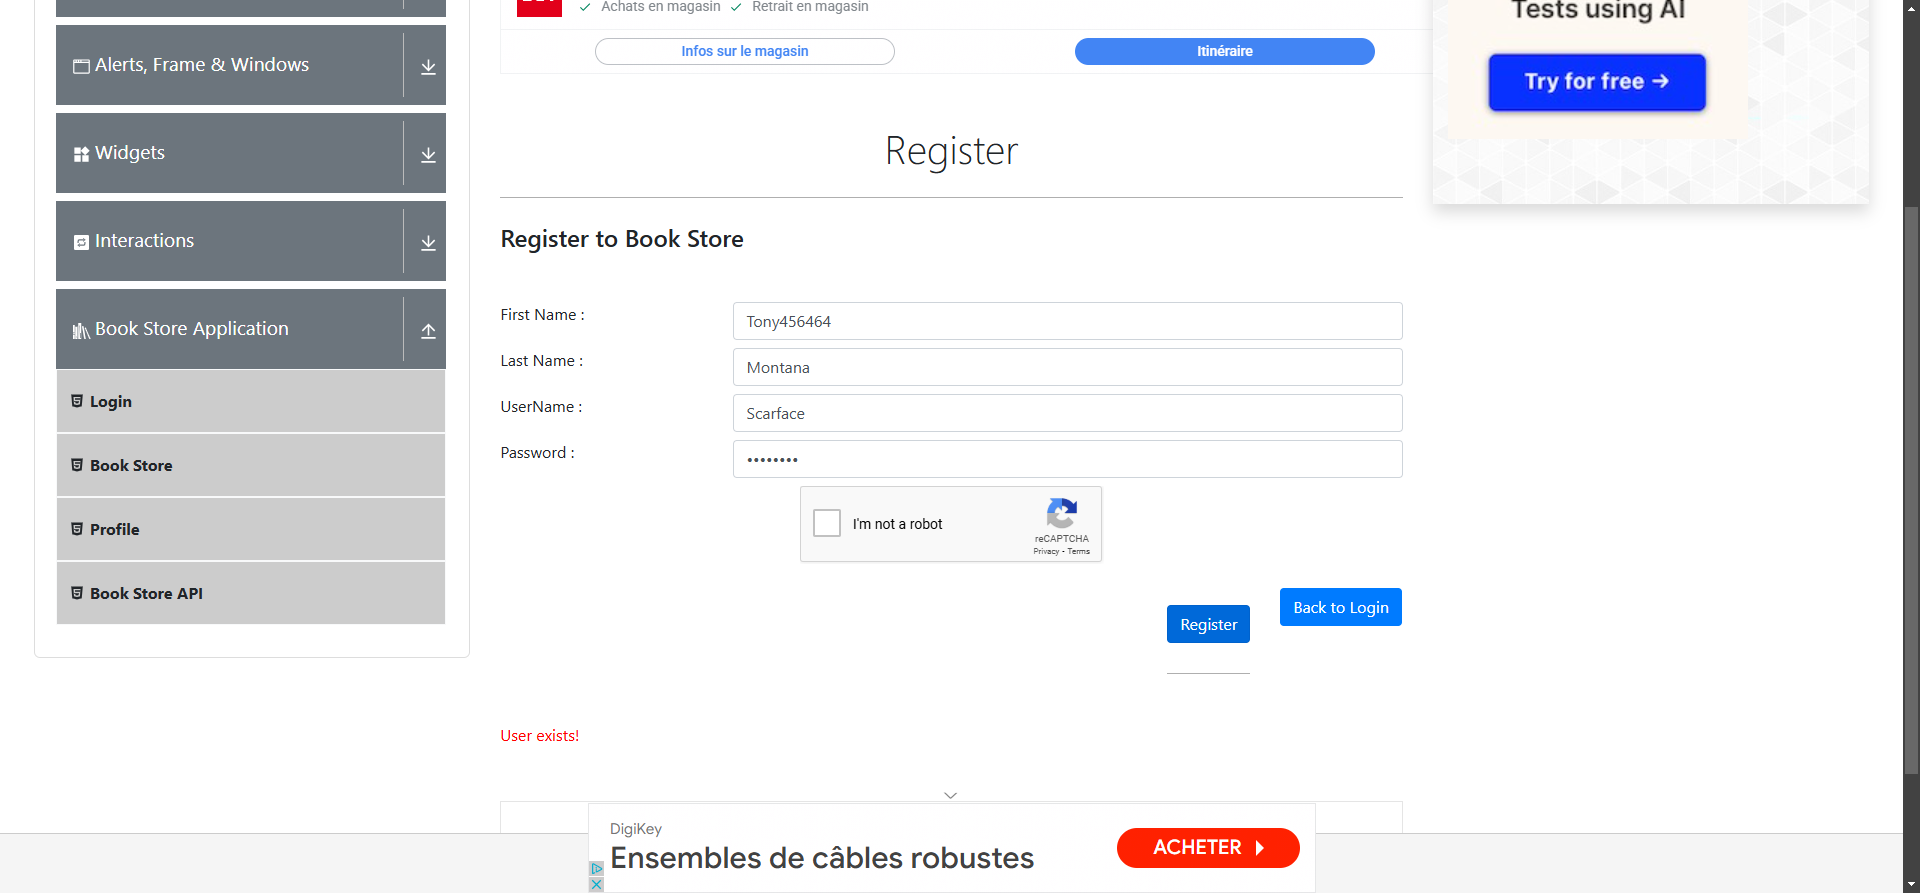 Achats en magasin Retrait en magasin
Infos sur le magasin Itinéraire
Tests using AI
Try for free →
Alerts, Frame & Windows
Widgets
Interactions
Book Store Application
Login
Book Store
Profile
Book Store API
Register
Register to Book Store
First Name :
Tony456464
Last Name :
Montana
UserName :
Scarface
Password :
••••••••
I'm not a robot
reCAPTCHA
Privacy - Terms
Register
Back to Login
User exists!
DigiKey
Ensembles de câbles robustes
ACHETER